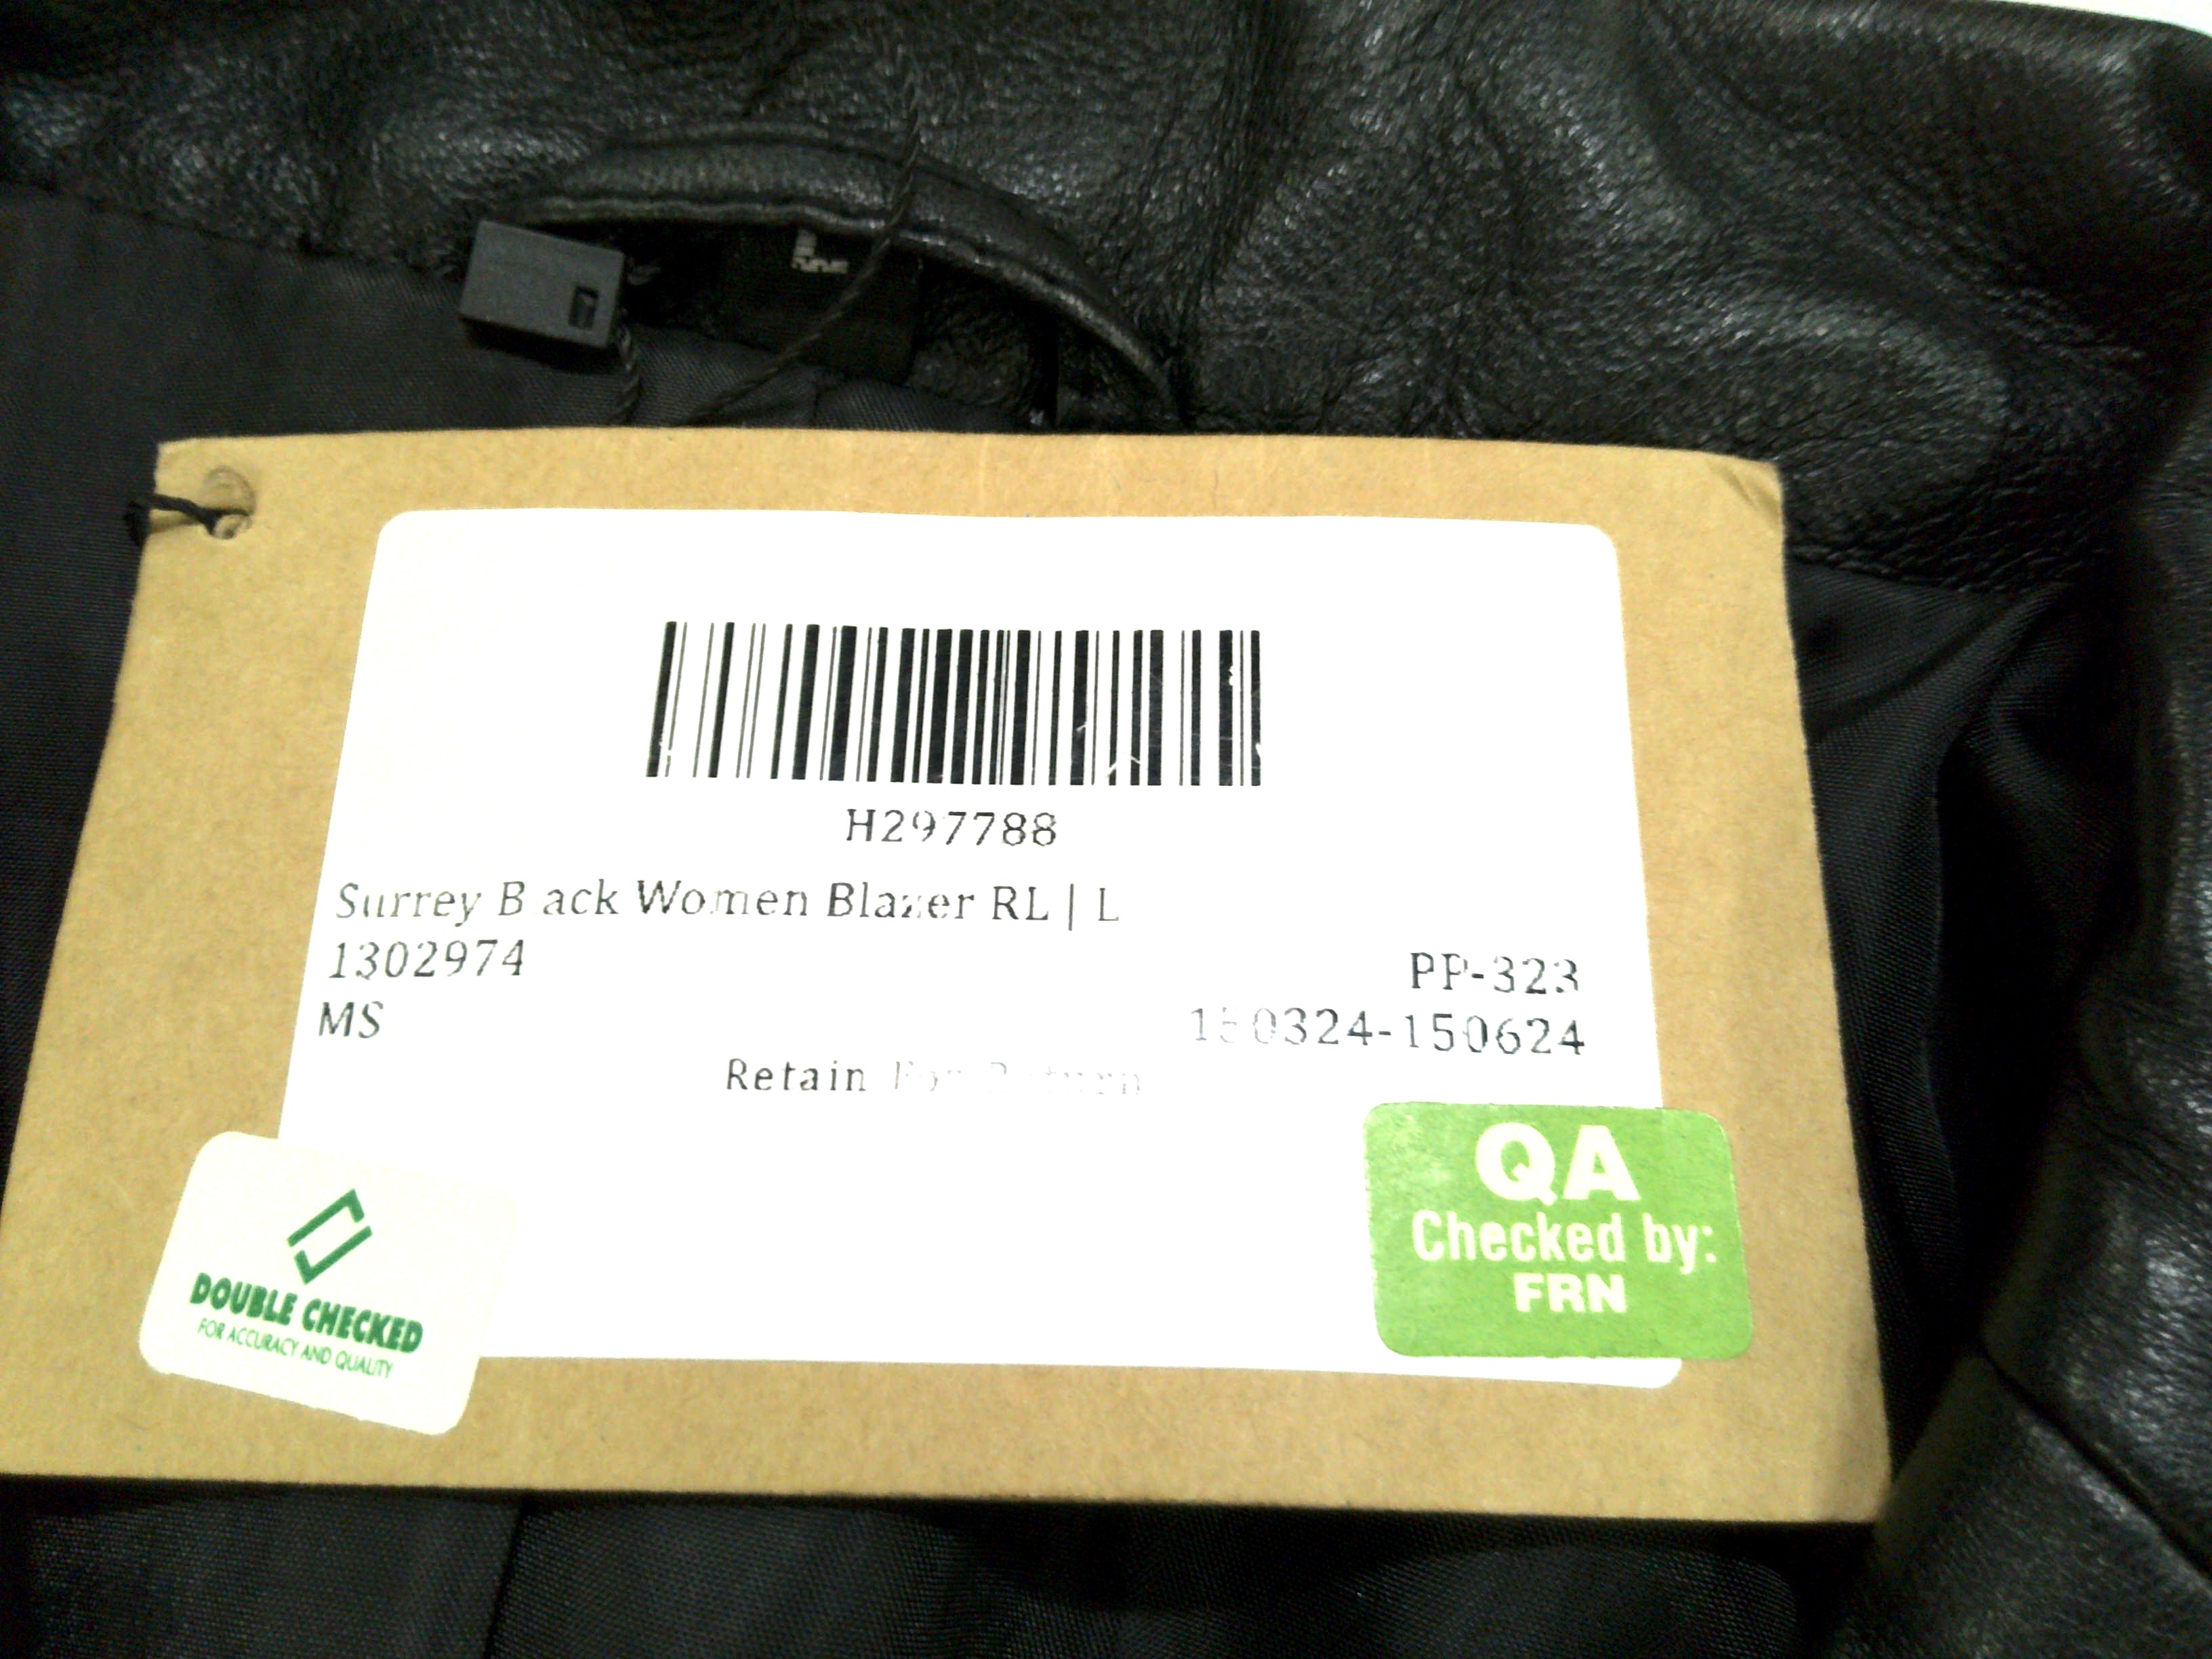 H297788
Surrey Black Women Blazer RL | L
1302974
PP-323
MS
150324-150624
Retain For Return
QA
Checked by:
FRN
DOUBLE CHECKED
FOR ACCURACY AND QUALITY